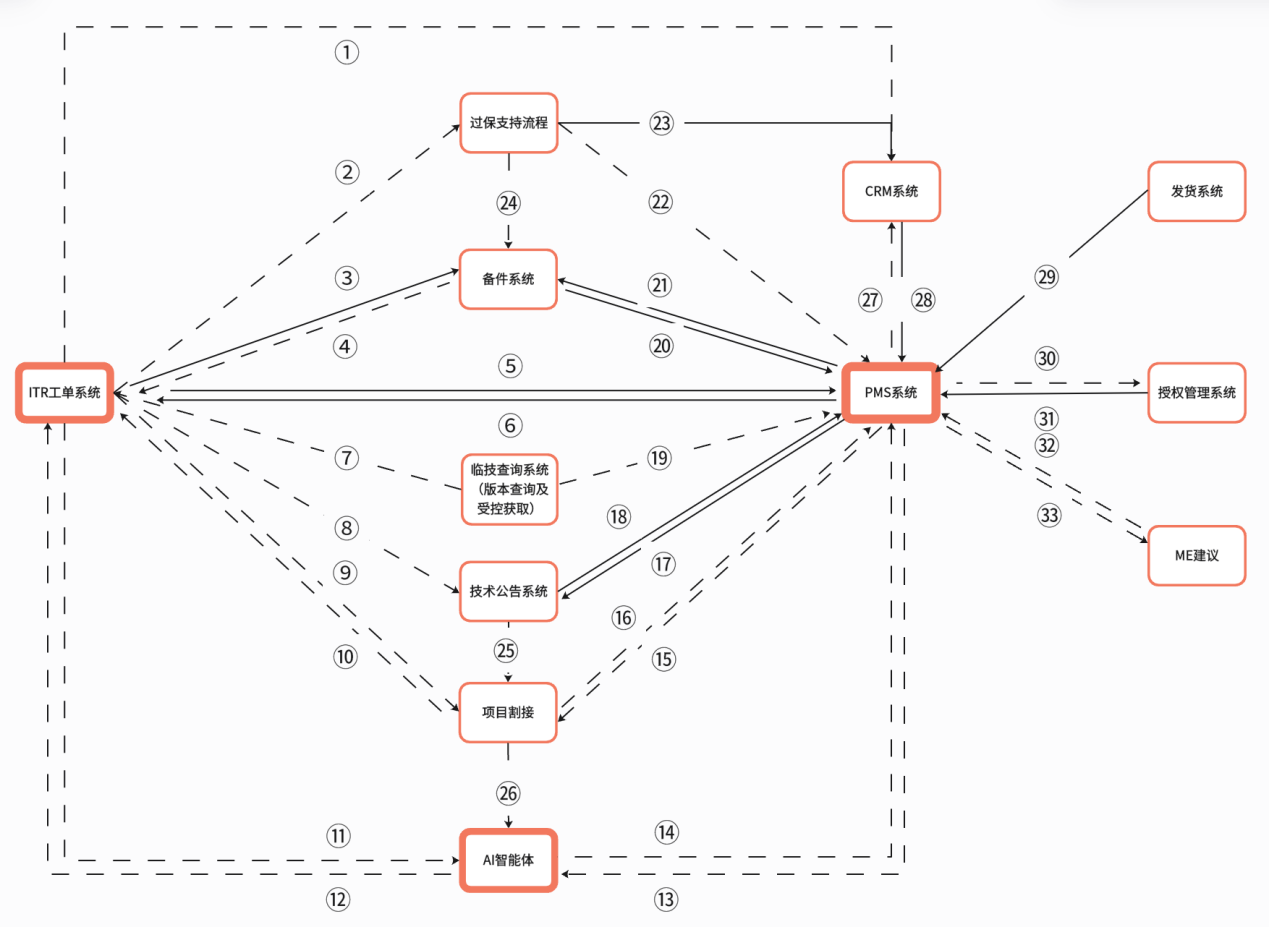 ①
②
过保支持流程
㉓
CRM系统
发货系统
㉔
㉒
③
备件系统
㉑
㉗
㉘
㉙
④
⑳
ITR工单系统
⑤
PMS系统
㉚
授权管理系统
⑥
㉛
㉜
⑦
临技查询系统
（版本查询及
受控获取）
⑲
⑧
⑱
㉝
⑨
技术公告系统
⑰
ME建议
⑩
㉕
⑯
⑮
项目割接
㉖
⑪
AI智能体
⑭
⑫
⑬